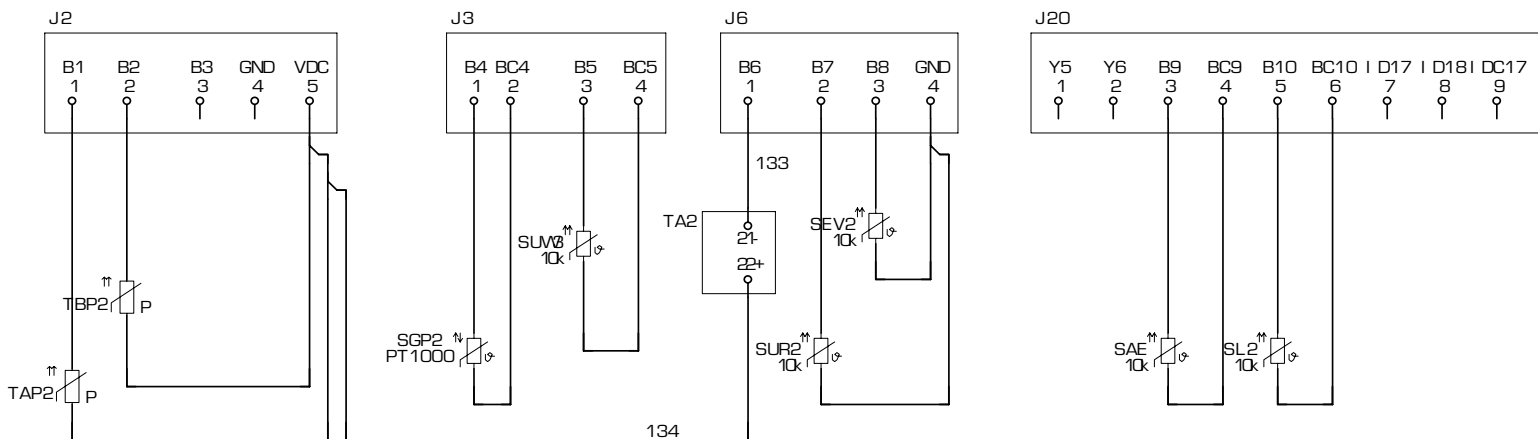 J2 J3 J6 J20
B1 B2 B3 GND VDC B4 BC4 B5 BC5 B6 B7 B8 GND Y5 Y6 B9 BC9 B10 BC10 ID17 ID18 IDC17
1 2 3 4 5 1 2 3 4 1 2 3 4 1 2 3 4 5 6 7 8 9
133
TA2 SEV2
10k
21-
SUW3
10k
22+
TBP2 P
SGP2 SUR2 SAE SL2
PT1000 10k 10k 10k
TAP2 P
134